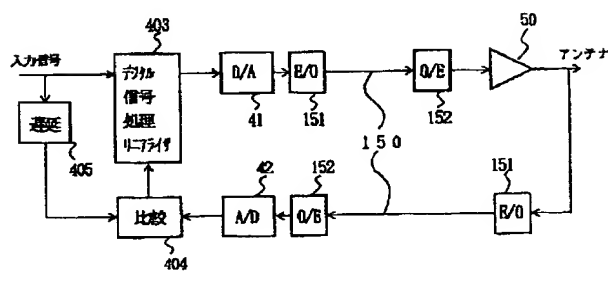 403
50
入力信号
デジタル
信号
処理
リニアライザ
D/A
E/O
O/E
アンテナ
41
151
152
遅延
405
150
比較
404
42
A/D
152
O/E
151
E/O